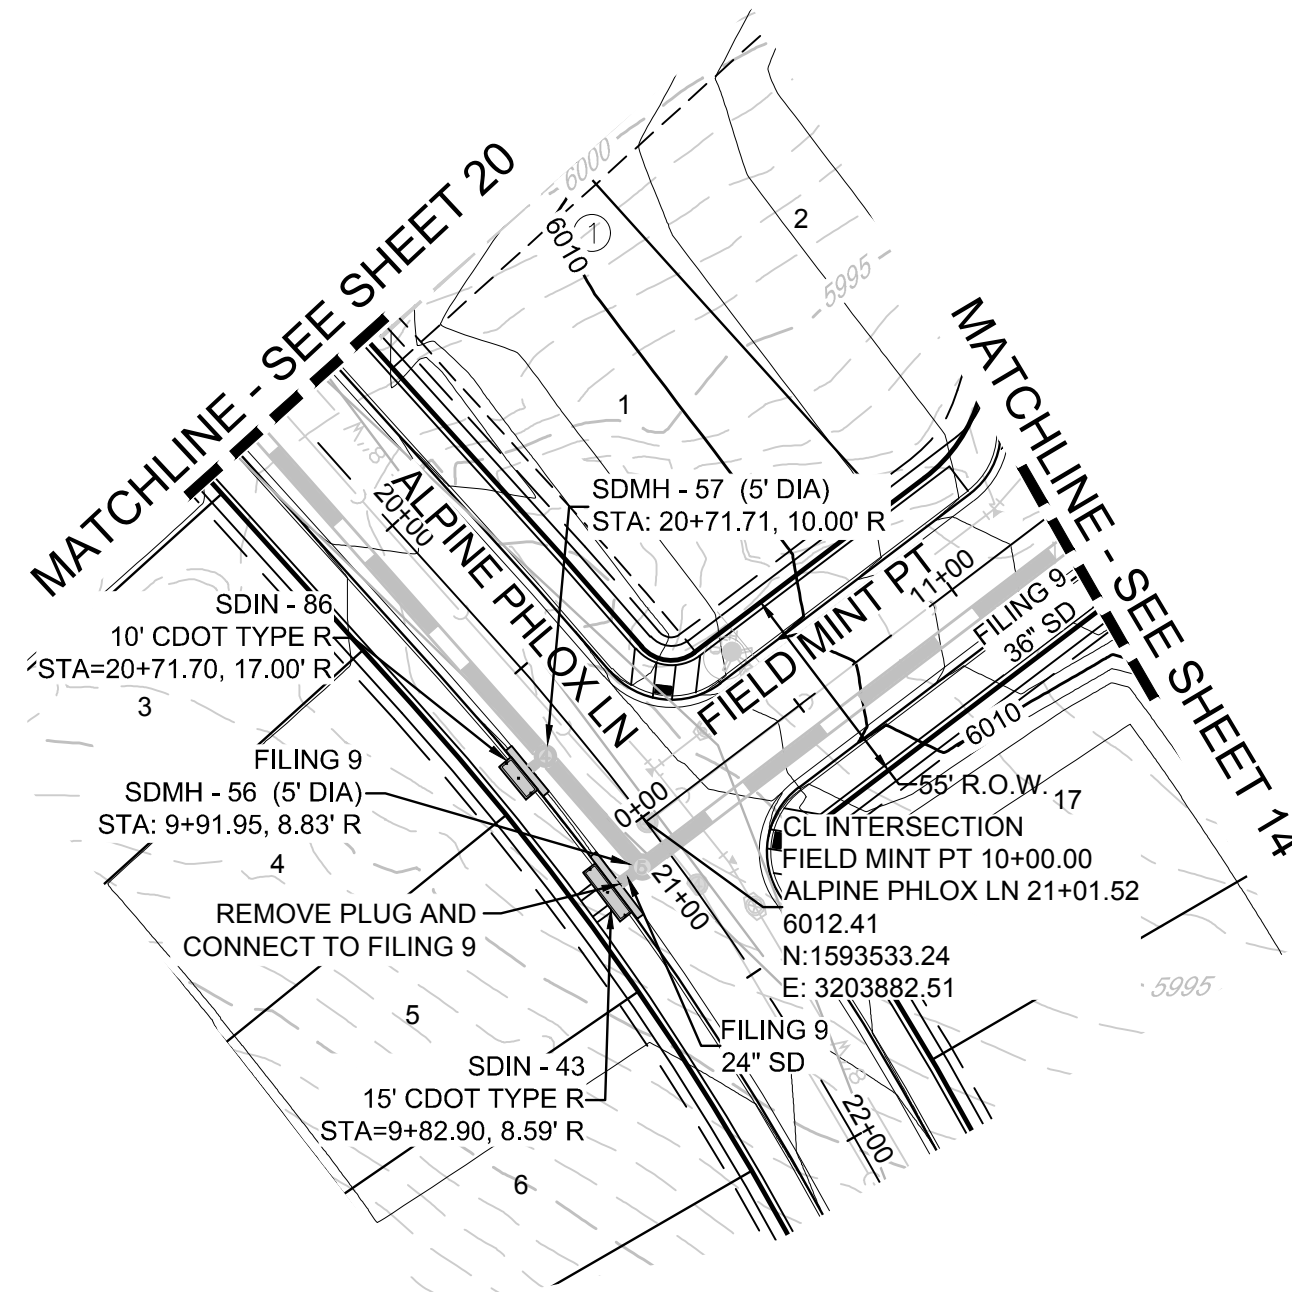 MATCHLINE - SEE SHEET 20
6000
6010
1
2
5995
MATCHLINE - SEE SHEET 14
1
8"W
SDMH - 57 (5' DIA)
STA: 20+71.71, 10.00' R
20+00
ALPINE PHLOX LN
FIELD MINT PT
11+00
FILING 9
36" SD
SDIN - 86
10' CDOT TYPE R
STA=20+71.70, 17.00' R
3
6010
FILING 9
SDMH - 56 (5' DIA)
STA: 9+91.95, 8.83' R
4
0+00
55' R.O.W.
17
CL INTERSECTION
FIELD MINT PT 10+00.00
ALPINE PHLOX LN 21+01.52
6012.41
N:1593533.24
E: 3203882.51
21+00
REMOVE PLUG AND
CONNECT TO FILING 9
5995
5
FILING 9
24" SD
SDIN - 43
15' CDOT TYPE R
STA=9+82.90, 8.59' R
8"W
22+00
6